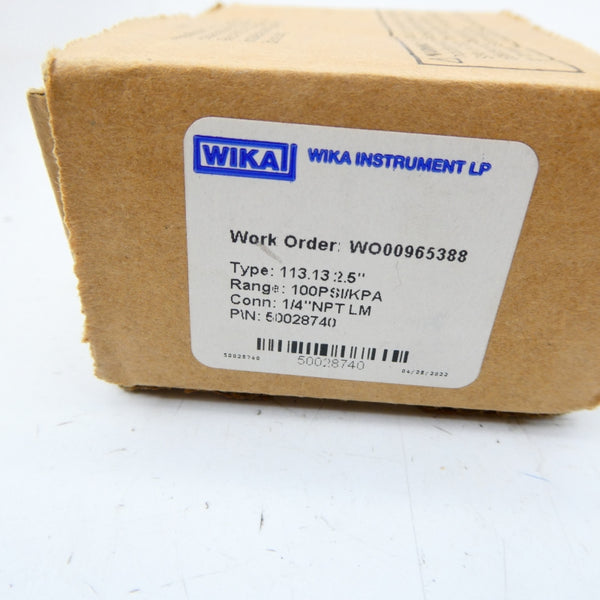 WIKA
WIKA INSTRUMENT LP
Work Order: WO00965388
Type: 113.13 2.5"
Range: 100PSI/KPA
Conn: 1/4"NPT LM
P\N: 50028740
50028740
50028740